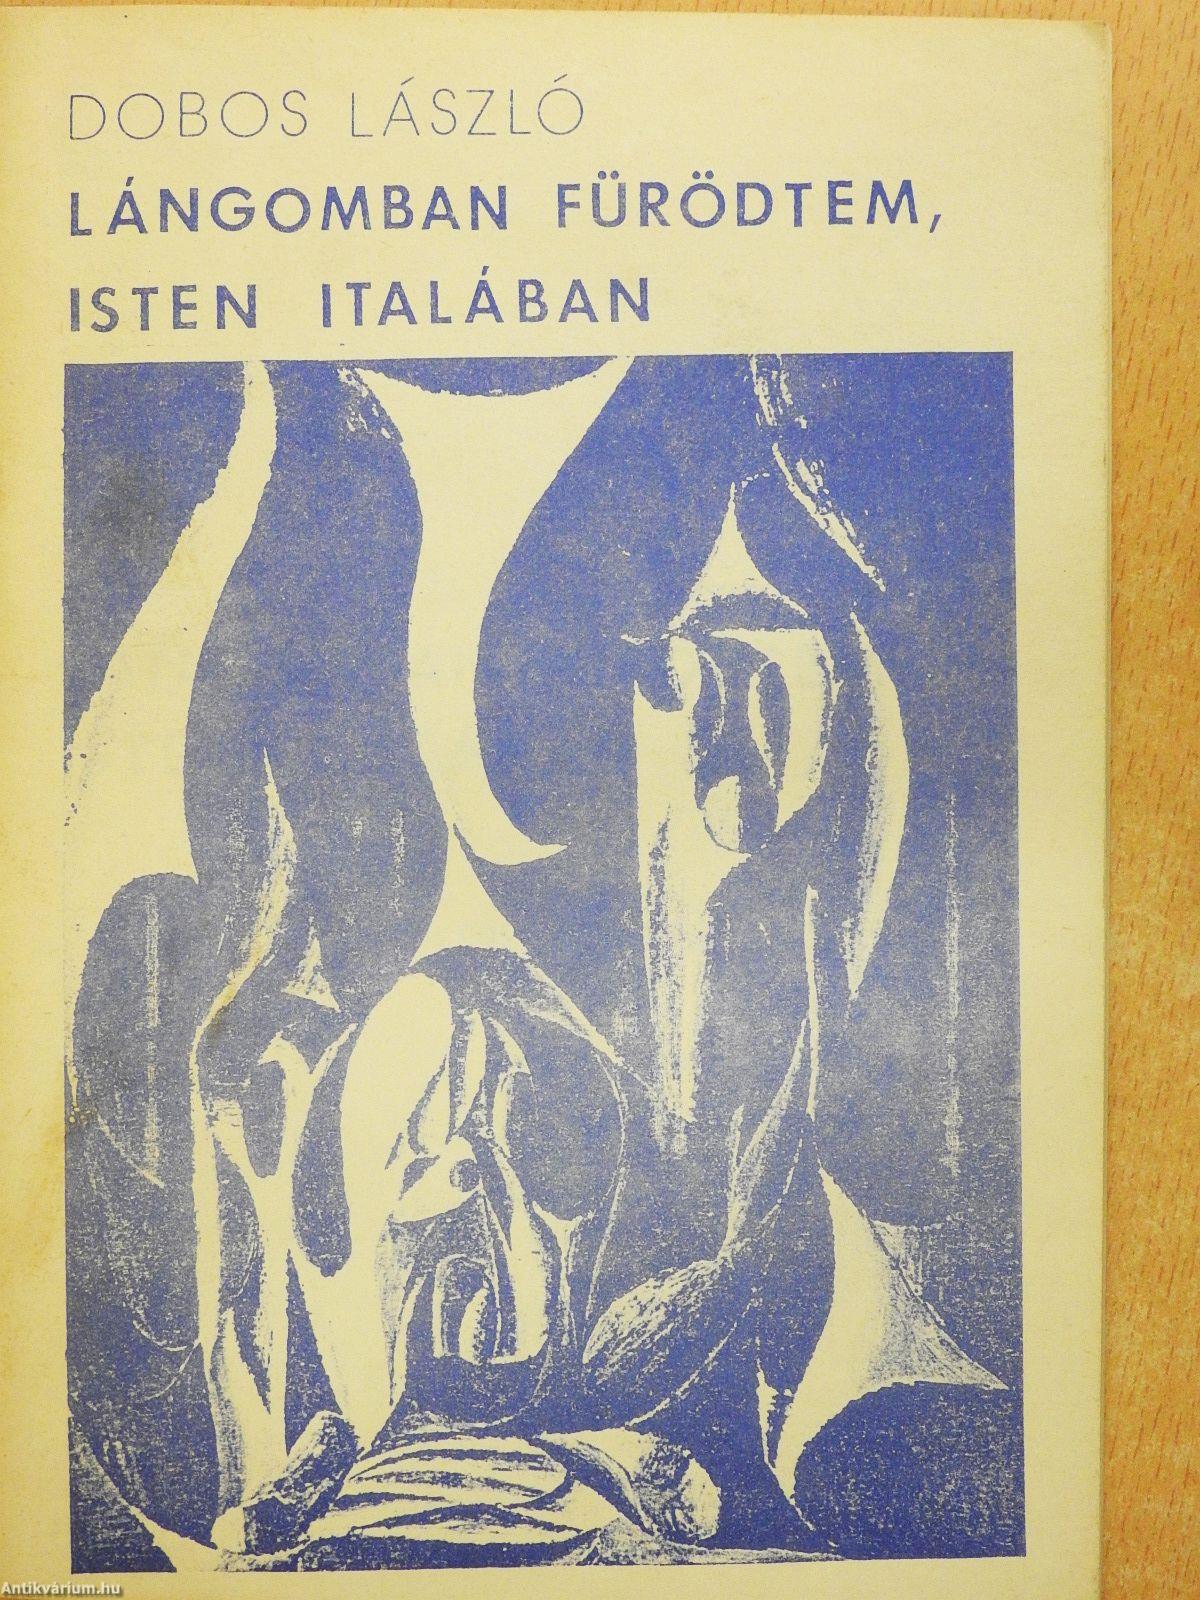 DOBOS LÁSZLÓ
LÁNGOMBAN FÜRÖDTEM,
ISTEN ITALÁBAN
Antikvárium.hu